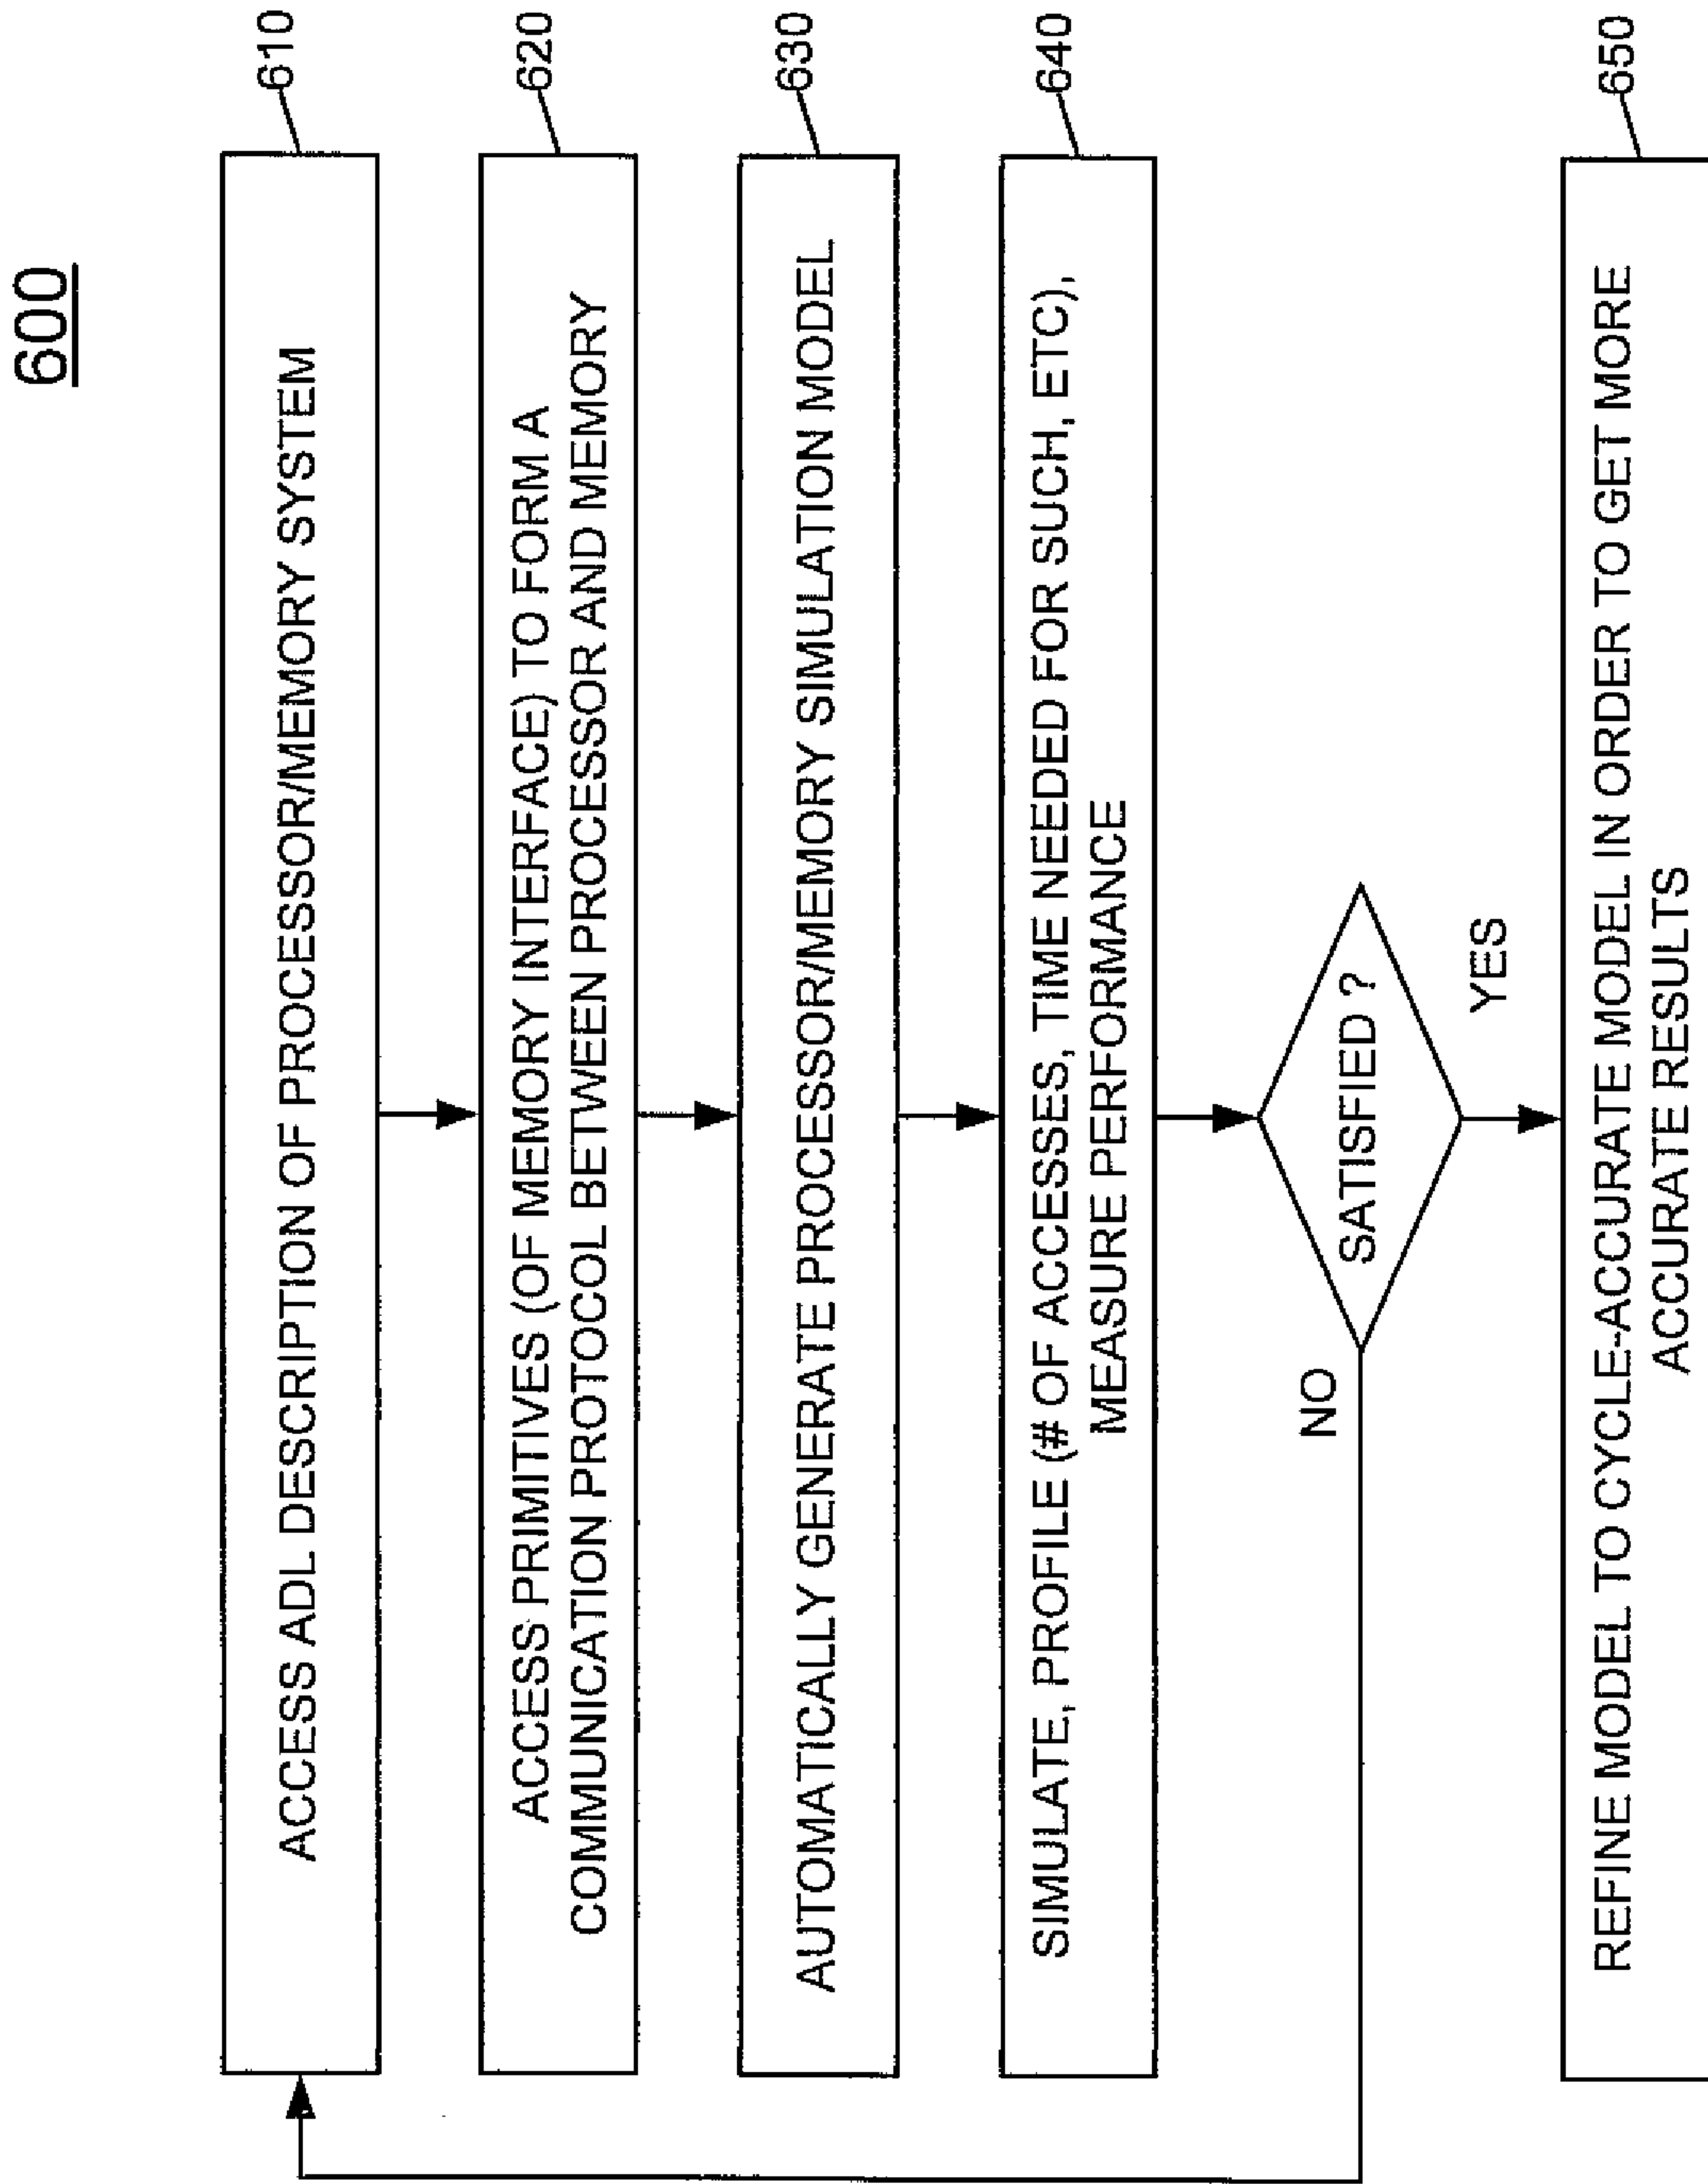 600
ACCESS ADL DESCRIPTION OF PROCESSOR/MEMORY SYSTEM
610
ACCESS PRIMITIVES (OF MEMORY INTERFACE) TO FORM A
COMMUNICATION PROTOCOL BETWEEN PROCESSOR AND MEMORY
620
AUTOMATICALLY GENERATE PROCESSOR/MEMORY SIMULATION MODEL
630
SIMULATE, PROFILE (# OF ACCESSES, TIME NEEDED FOR SUCH, ETC),
MEASURE PERFORMANCE
640
SATISFIED ?
NO
YES
REFINE MODEL TO CYCLE-ACCURATE MODEL IN ORDER TO GET MORE
ACCURATE RESULTS
650